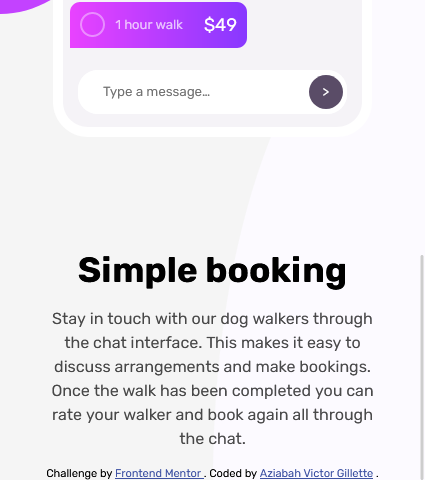 1 hour walk $49
Type a message…
>
Simple booking
Stay in touch with our dog walkers through
the chat interface. This makes it easy to
discuss arrangements and make bookings.
Once the walk has been completed you can
rate your walker and book again all through
the chat.
Challenge by Frontend Mentor . Coded by Aziabah Victor Gillette .